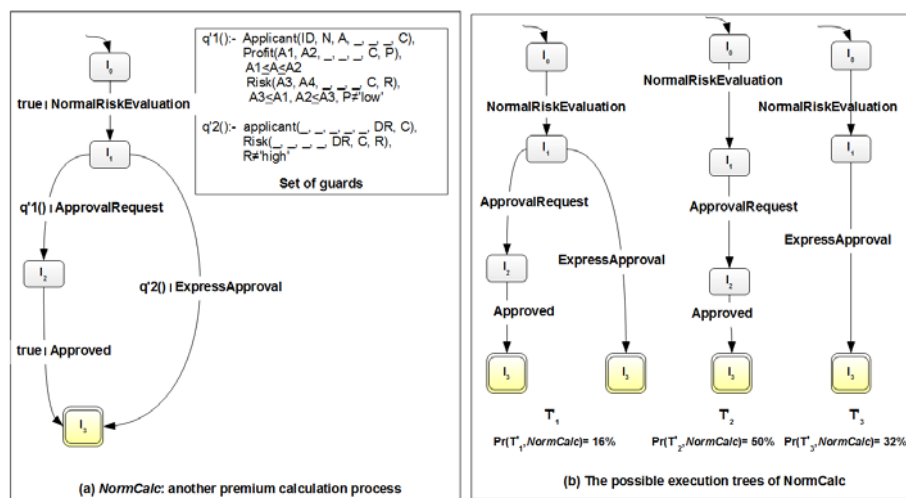 I0
true | NormalRiskEvaluation
I1
q'1() | ApprovalRequest
I2
q'2() | ExpressApproval
true | Approved
I3
q'1():- Applicant(ID, N, A, _, _, _, C),
Profit(A1, A2, _, _, _, C, P),
A1≤A≤A2
Risk(A3, A4, _, _, _, C, R),
A3≤A1, A2≤A3, P≠'low'
q'2():- applicant(_, _, _, _, _, DR, C),
Risk(_, _, _, _, DR, C, R),
R≠'high'
Set of guards
(a) NormCalc: another premium calculation process
I0
NormalRiskEvaluation
I1
ApprovalRequest
ExpressApproval
I2
Approved
I3
I3
T'1
Pr(T'1,NormCalc)= 16%
I0
NormalRiskEvaluation
I1
ApprovalRequest
I2
Approved
I3
T'2
Pr(T'2,NormCalc)= 50%
I0
NormalRiskEvaluation
I1
ExpressApproval
I3
T'3
Pr(T'3,NormCalc)= 32%
(b) The possible execution trees of NormCalc